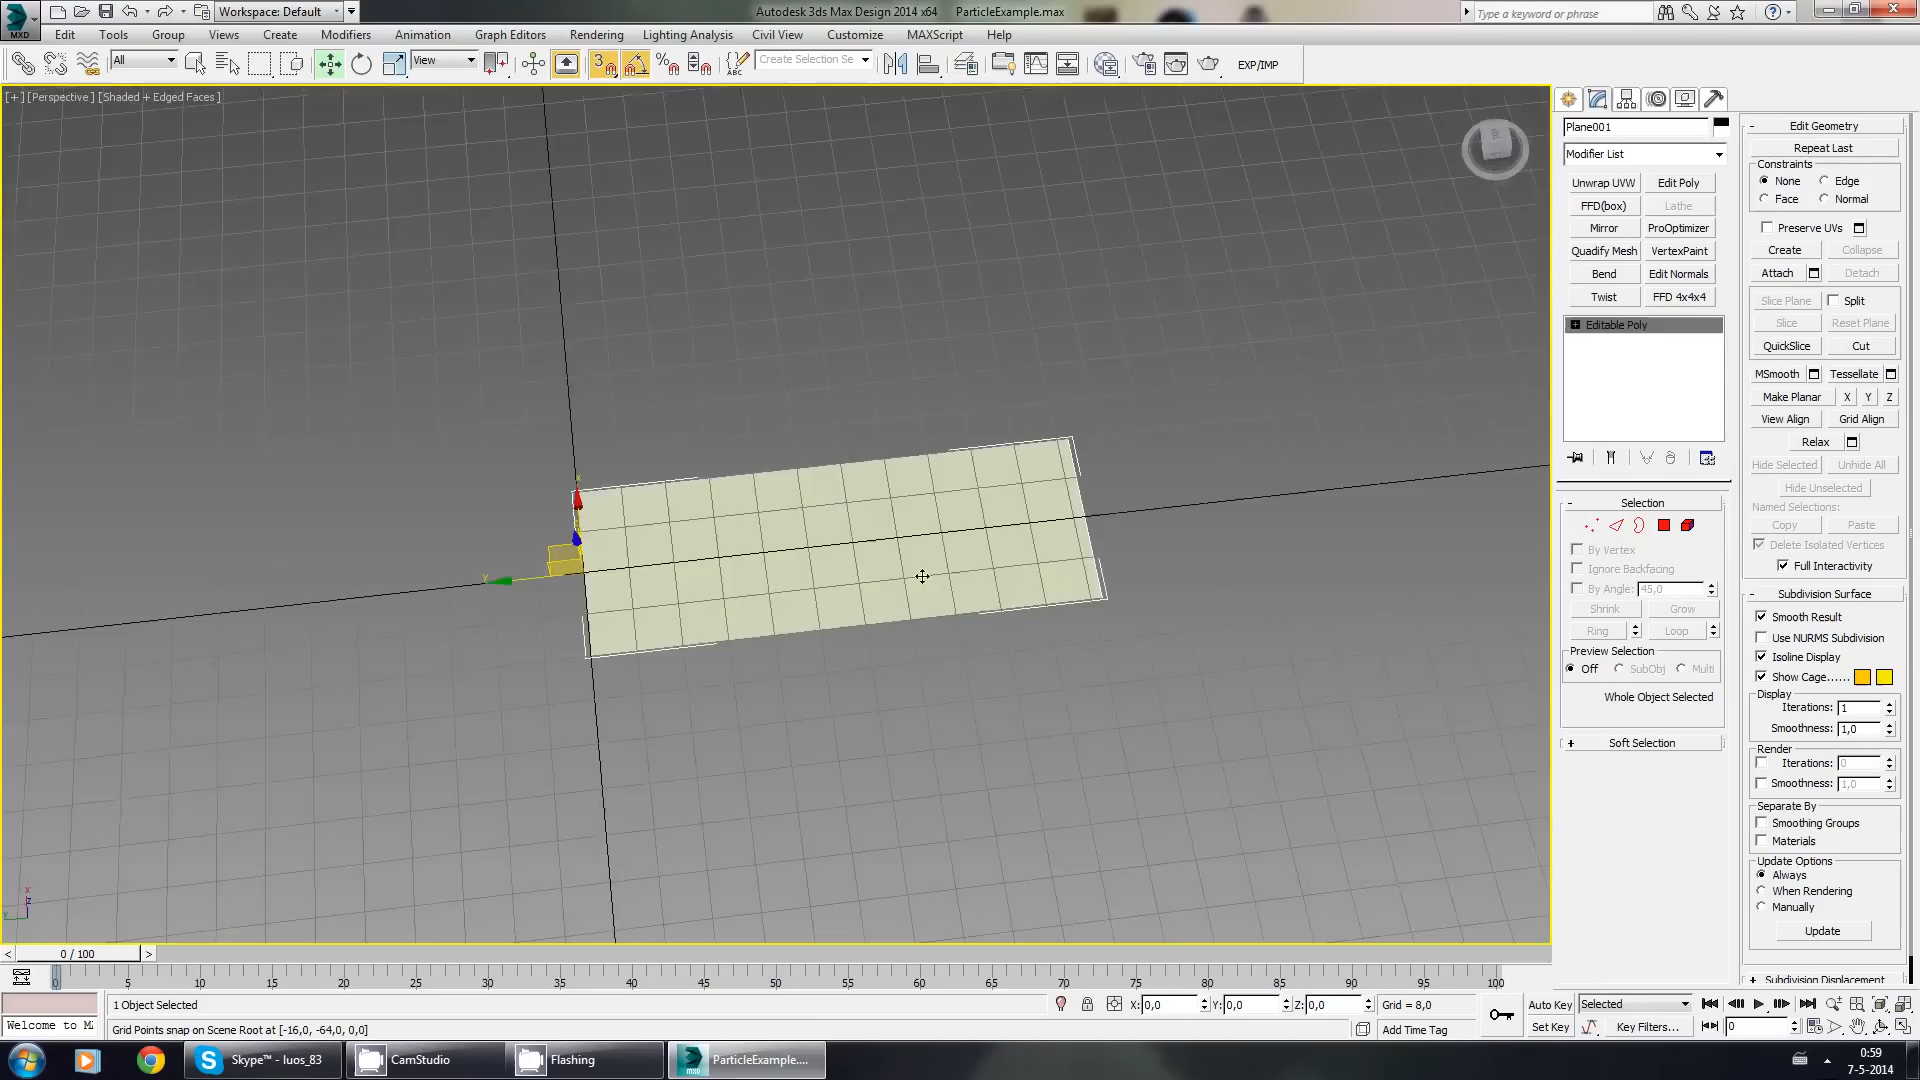 MXD
Workspace: Default
Autodesk 3ds Max Design 2014 x64    ParticleExample.max
Type a keyword or phrase
Edit
Tools
Group
Views
Create
Modifiers
Animation
Graph Editors
Rendering
Lighting Analysis
Civil View
Customize
MAXScript
Help
All
View
3
ABC
Create Selection Se
EXP/IMP
[+] [Perspective ] [Shaded + Edged Faces ]
TOP
x
y
x
z
y
Plane001
Modifier List
Unwrap UVW
Edit Poly
FFD(box)
Lathe
Mirror
ProOptimizer
Quadify Mesh
VertexPaint
Bend
Edit Normals
Twist
FFD 4x4x4
Editable Poly
Selection
By Vertex
Ignore Backfacing
By Angle: 45,0
Shrink
Grow
Ring
Loop
Preview Selection
Off
SubObj
Multi
Whole Object Selected
Soft Selection
Edit Geometry
Repeat Last
Constraints
None
Edge
Face
Normal
Preserve UVs
Create
Collapse
Attach
Detach
Slice Plane
Split
Slice
Reset Plane
QuickSlice
Cut
MSmooth
Tessellate
Make Planar
X
Y
Z
View Align
Grid Align
Relax
Hide Selected
Unhide All
Hide Unselected
Named Selections:
Copy
Paste
Delete Isolated Vertices
Full Interactivity
Subdivision Surface
Smooth Result
Use NURMS Subdivision
Isoline Display
Show Cage......
Display
Iterations: 1
Smoothness: 1,0
Render
Iterations: 0
Smoothness: 1,0
Separate By
Smoothing Groups
Materials
Update Options
Always
When Rendering
Manually
Update
Subdivision Displacement
< 0 / 100 >
0 5 10 15 20 25 30 35 40 45 50 55 60 65 70 75 80 85 90 95 100
1 Object Selected
X: 0,0
Y: 0,0
Z: 0,0
Grid = 8,0
Auto Key
Selected
Welcome to M
Grid Points snap on Scene Root at [-16,0, -64,0, 0,0]
Add Time Tag
Set Key
Key Filters...
0
Skype™ - luos_83
CamStudio
Flashing
ParticleExample....
0:59
7-5-2014